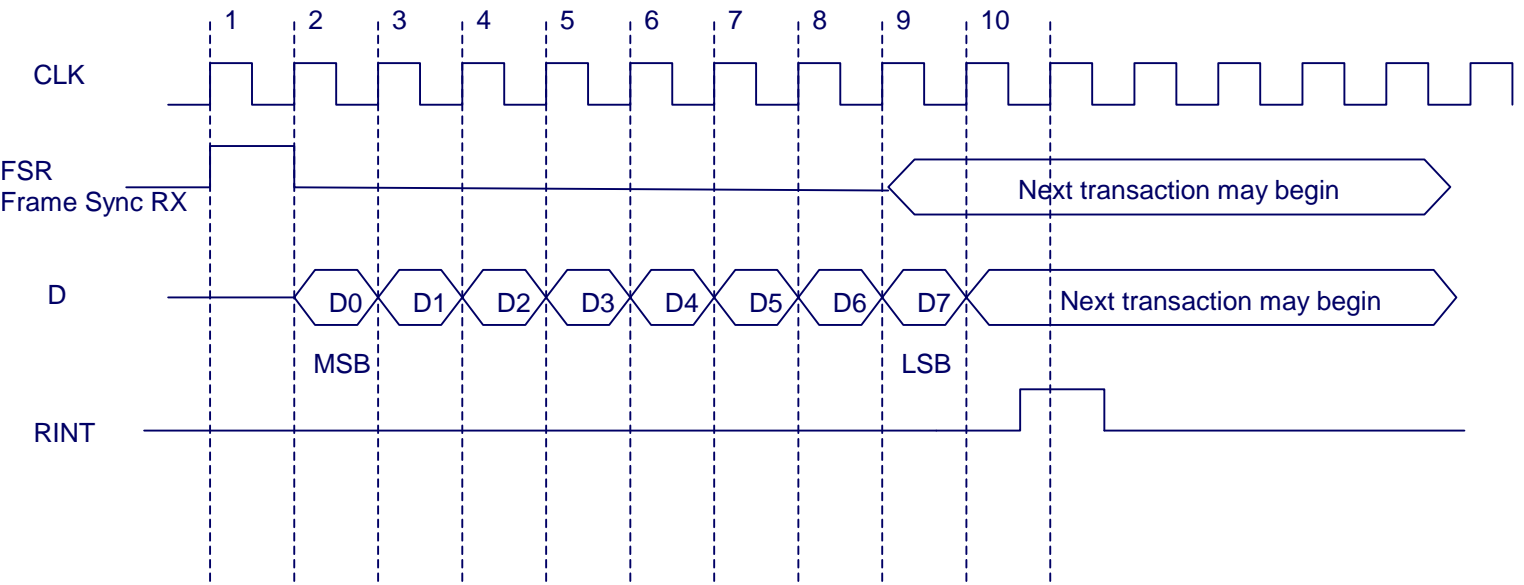 1 2 3 4 5 6 7 8 9 10
CLK
FSR
Frame Sync RX
Next transaction may begin
D
D0 D1 D2 D3 D4 D5 D6 D7
Next transaction may begin
MSB LSB
RINT